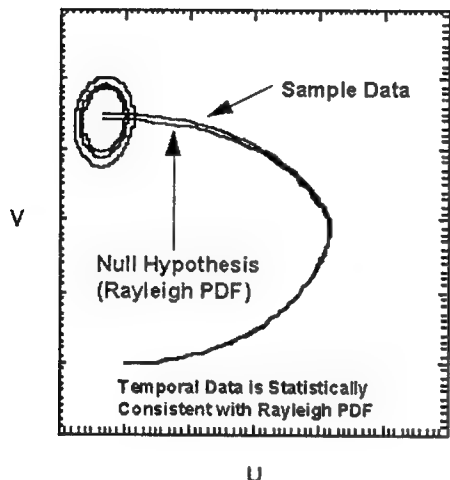 Sample Data
V
Null Hypothesis
(Rayleigh PDF)
Temporal Data is Statistically
Consistent with Rayleigh PDF
U